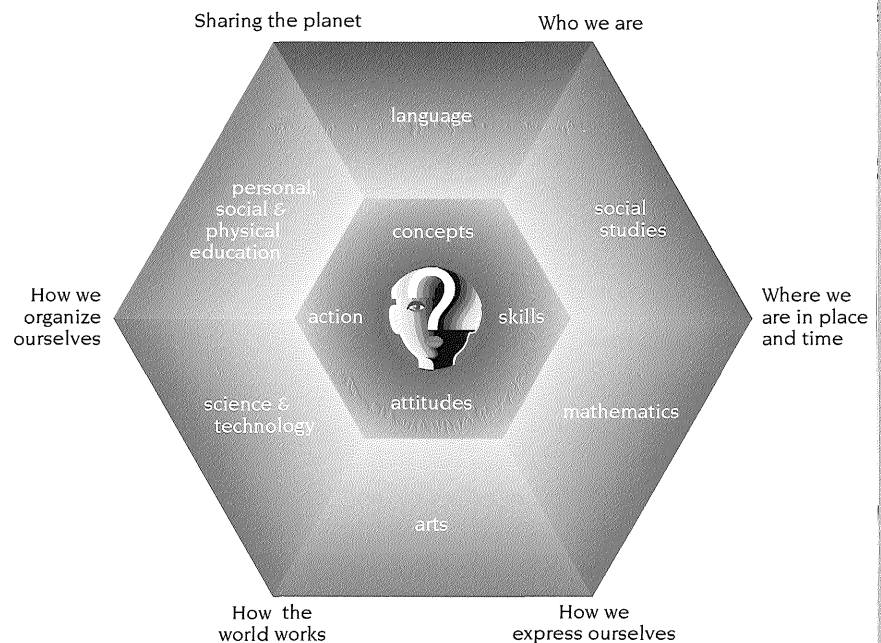 Sharing the planet
Who we are
language
personal,
social &
physical
education
social
studies
concepts
How we
organize
ourselves
action
?
skills
Where we
are in place
and time
attitudes
science &
technology
mathematics
arts
How the
world works
How we
express ourselves